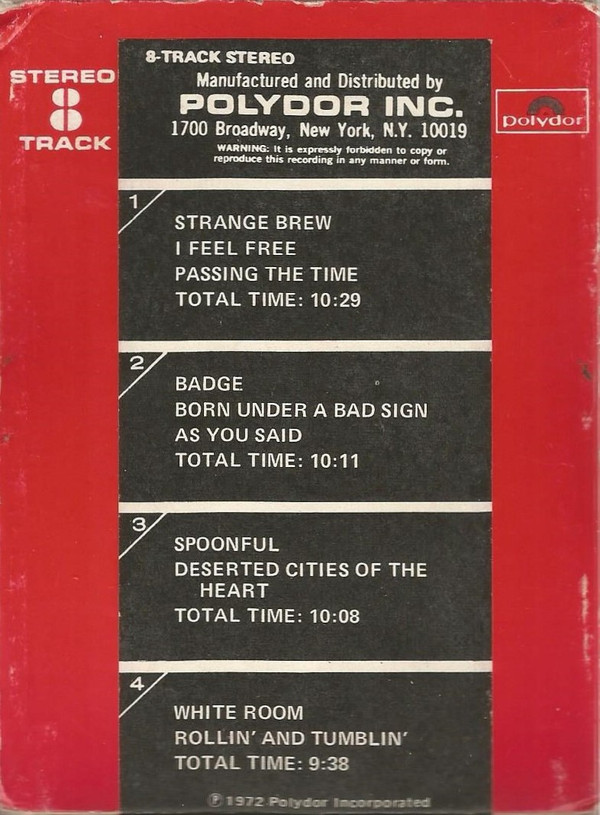 STEREO
8
TRACK
8-TRACK STEREO
Manufactured and Distributed by
POLYDOR INC.
1700 Broadway, New York, N.Y. 10019
WARNING: It is expressly forbidden to copy or
reproduce this recording in any manner or form.
polydor
1
STRANGE BREW
I FEEL FREE
PASSING THE TIME
TOTAL TIME: 10:29
2
BADGE
BORN UNDER A BAD SIGN
AS YOU SAID
TOTAL TIME: 10:11
3
SPOONFUL
DESERTED CITIES OF THE
HEART
TOTAL TIME: 10:08
4
WHITE ROOM
ROLLIN' AND TUMBLIN'
TOTAL TIME: 9:38
℗ 1972 Polydor Incorporated